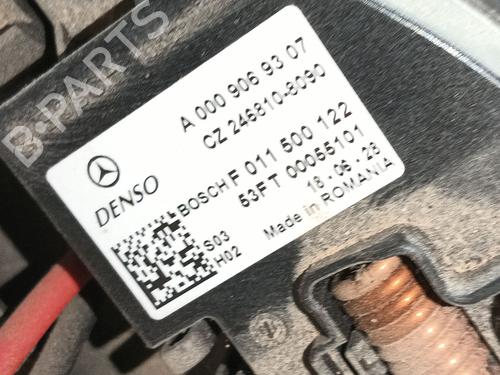 B-PARTS
A 000 906 93 07
CZ 246810-8090
DENSO
BOSCH F 011 500 122
53FT 00055101
18-06-28
S03
H02
Made in ROMANIA